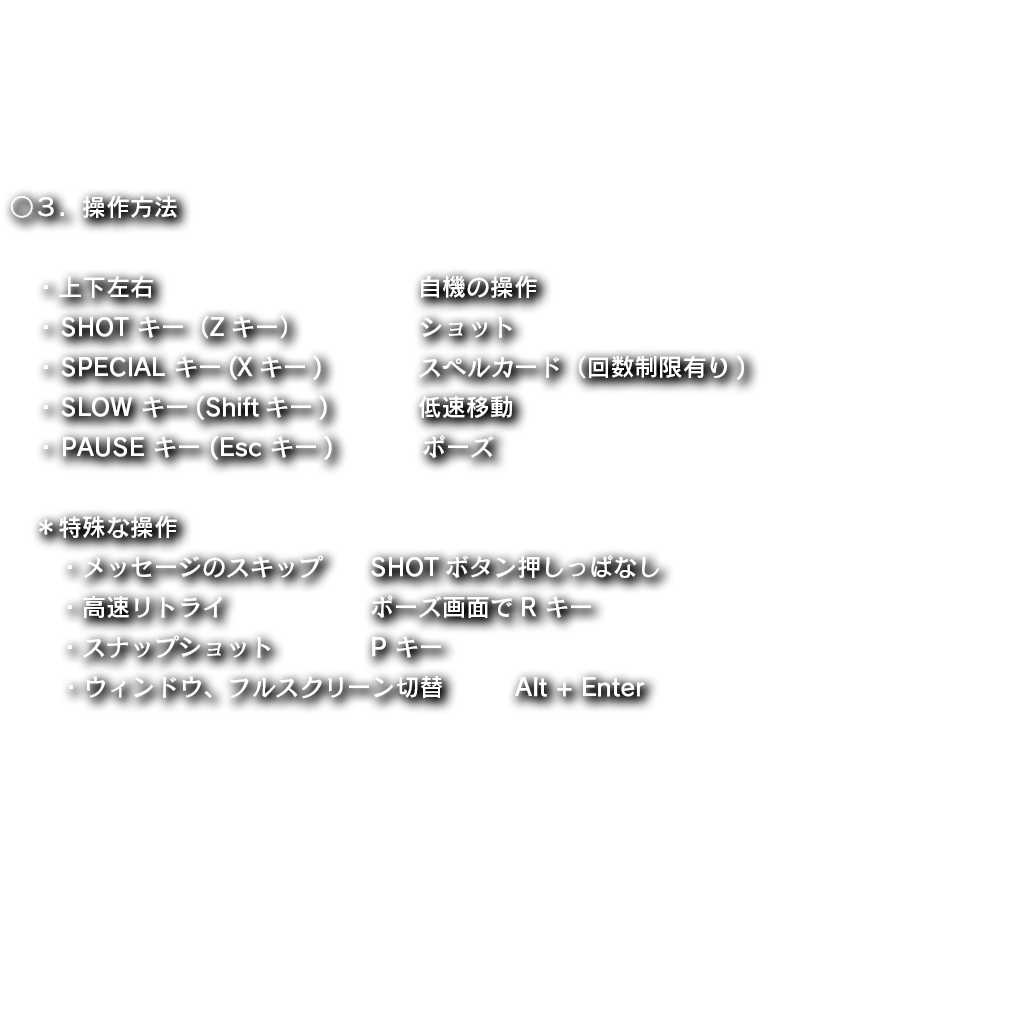 ○３．操作方法
・上下左右　　　　　　　　　　　自機の操作
・SHOT キー（Z キー）　　　　　ショット
・SPECIAL キー (X キー )　　　　スペルカード（回数制限有り )
・SLOW キー (Shift キー )　　　　低速移動
・PAUSE キー (Esc キー )　　　　ポーズ
＊特殊な操作
・メッセージのスキップ　　SHOT ボタン押しっぱなし
・高速リトライ　　　　　　ポーズ画面で R キー
・スナップショット　　　　P キー
・ウィンドウ、フルスクリーン切替　　　Alt + Enter